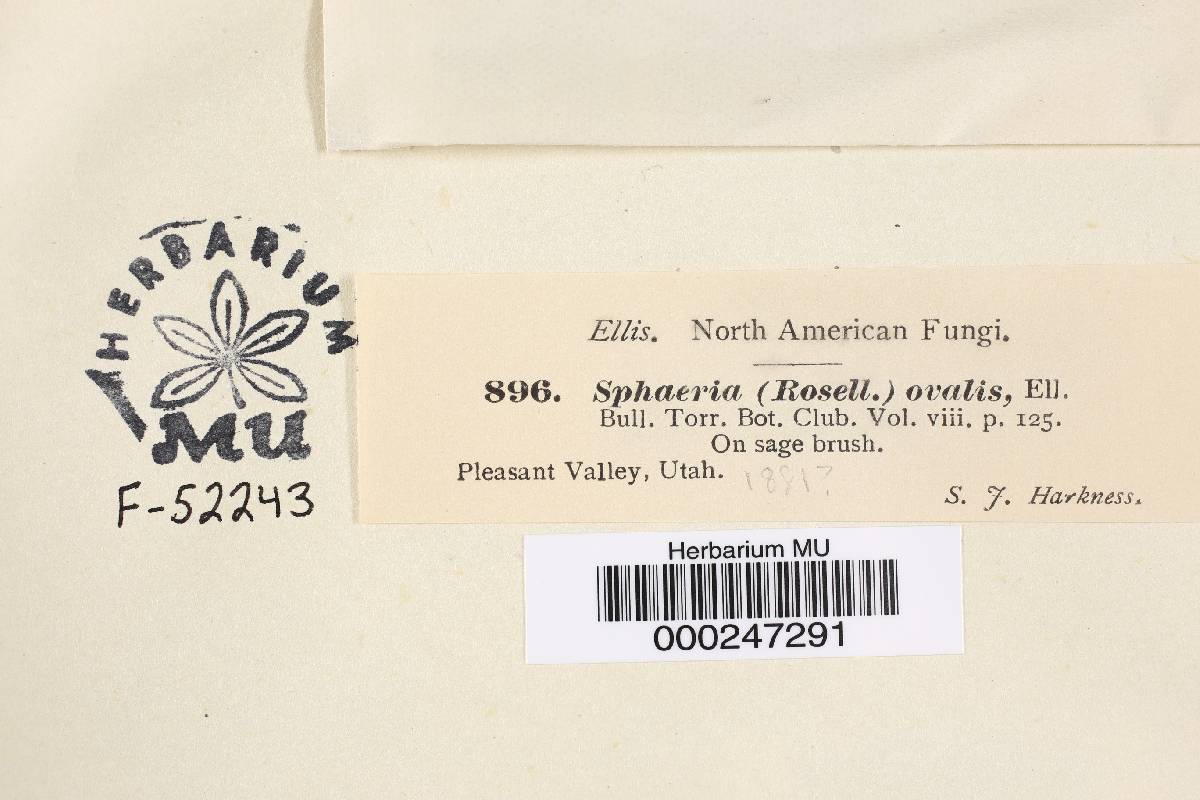 HERBARIUM
MU
F-52243
Ellis. North American Fungi.
896. Sphaeria (Rosell.) ovalis, Ell.
Bull. Torr. Bot. Club. Vol. viii. p. 125.
On sage brush.
Pleasant Valley, Utah. 1881?
S. J. Harkness.
Herbarium MU
000247291